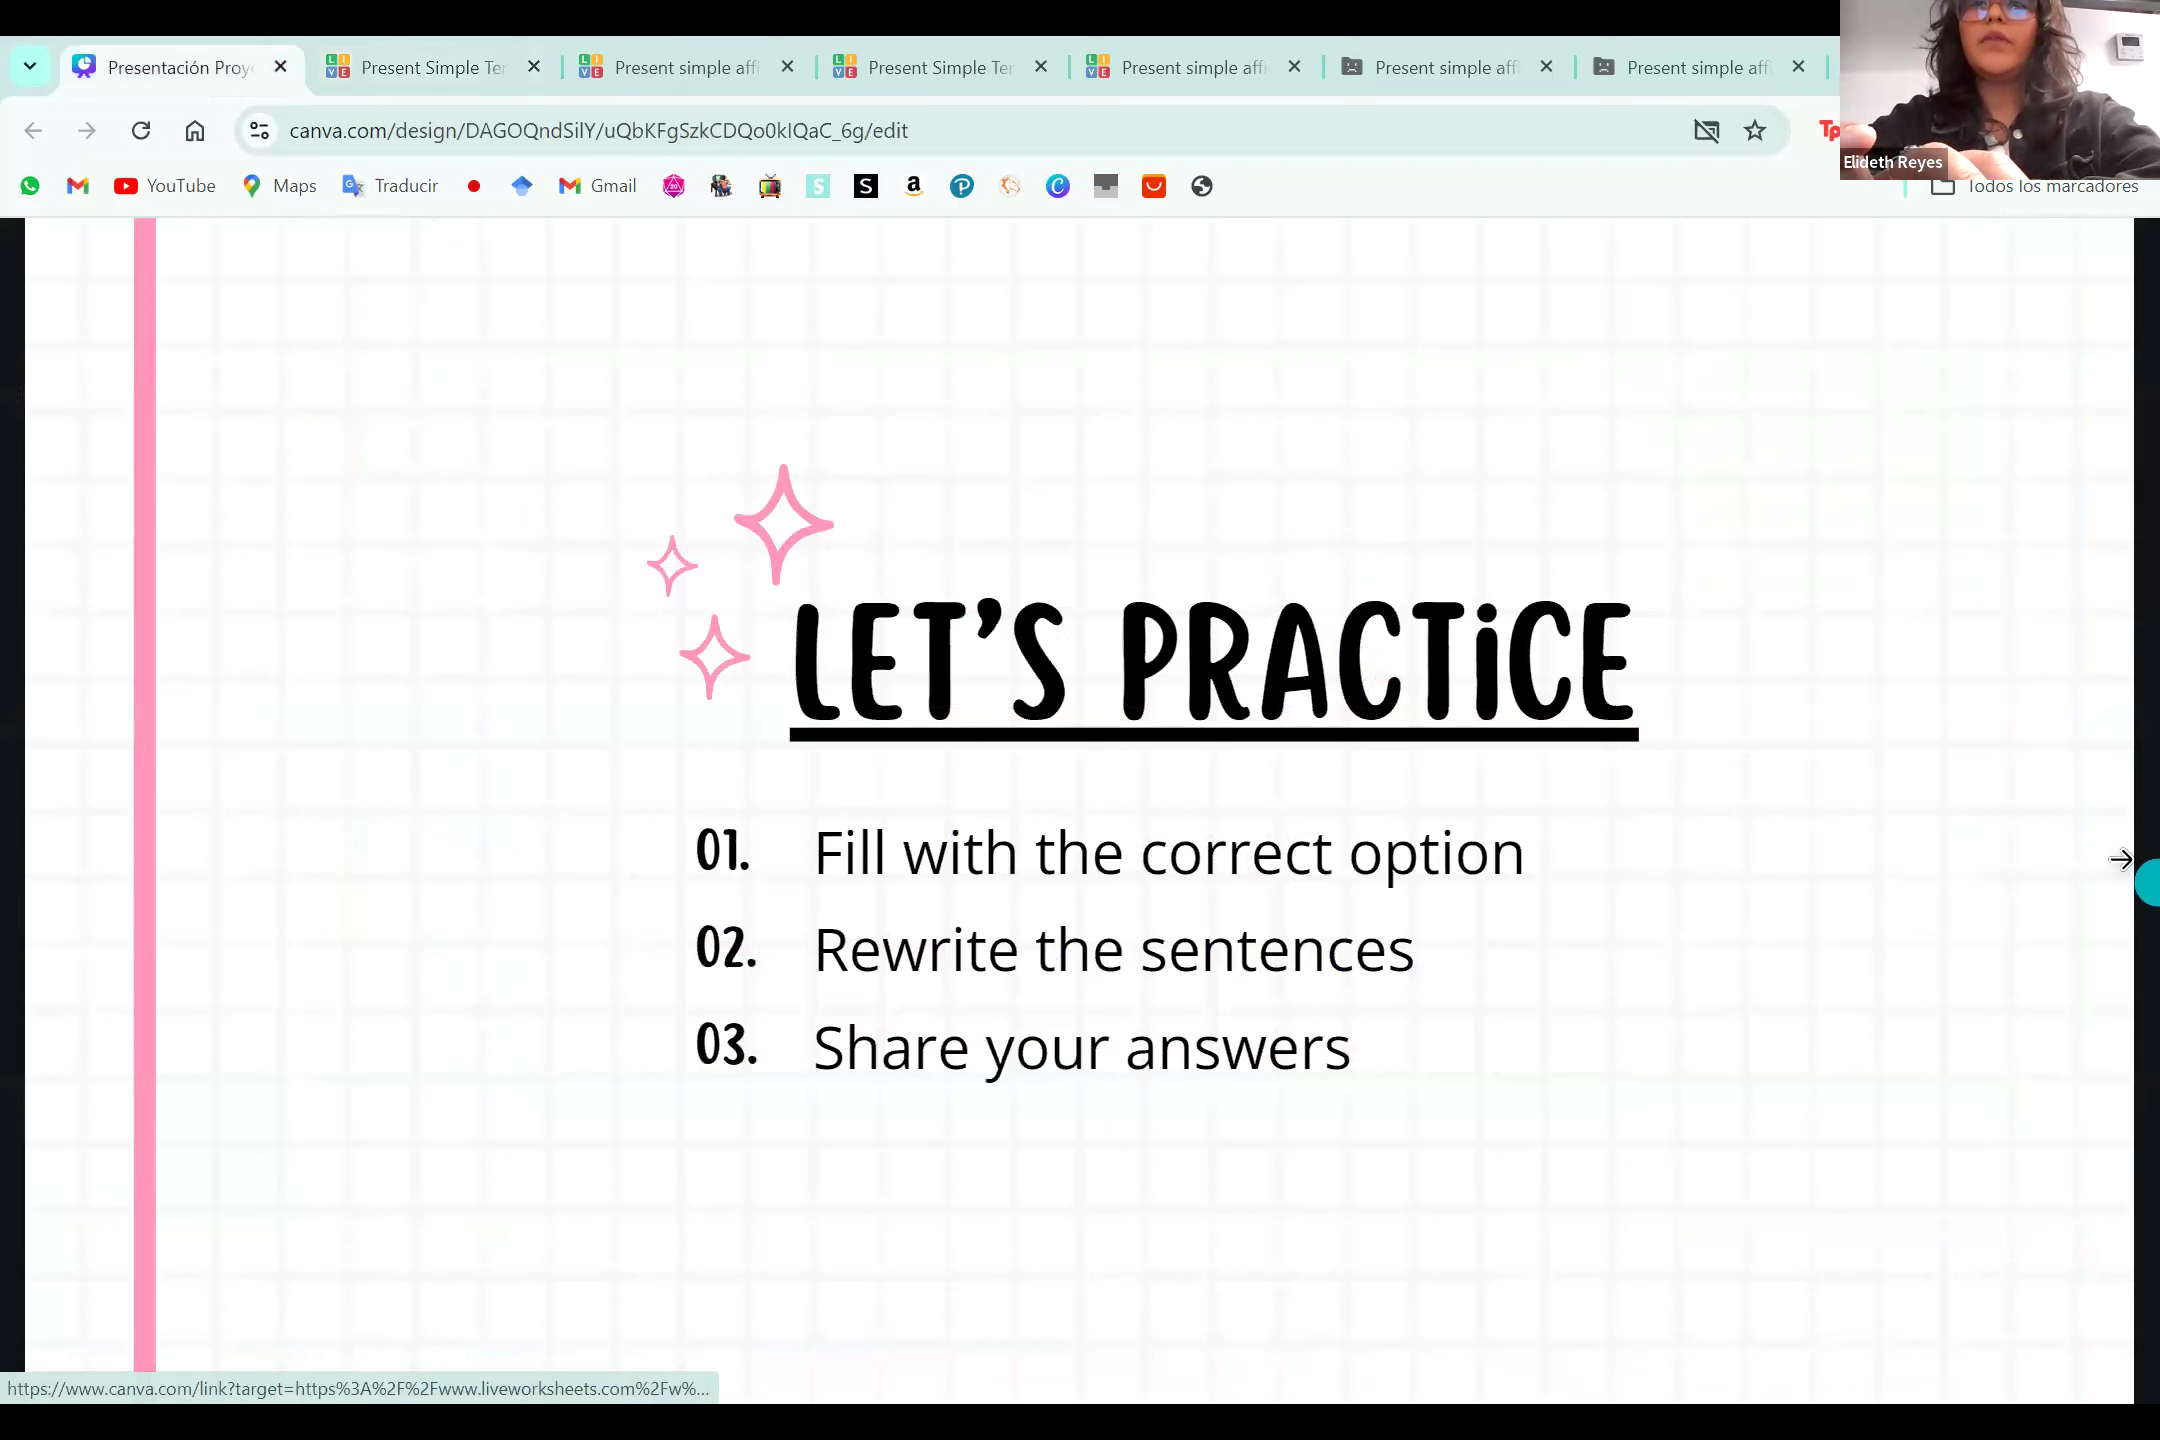 Presentación Proye
Present Simple Ter
Present simple affi
Present Simple Ter
Present simple affi
Present simple affi
Present simple affi
canva.com/design/DAGOQndSilY/uQbKFgSzkCDQo0kIQaC_6g/edit
Tp
Elideth Reyes
YouTube
Maps
Traducir
Gmail
Todos los marcadores
LET'S PRACTiCE
01. Fill with the correct option
02. Rewrite the sentences
03. Share your answers
https://www.canva.com/link?target=https%3A%2F%2Fwww.liveworksheets.com%2Fw%...